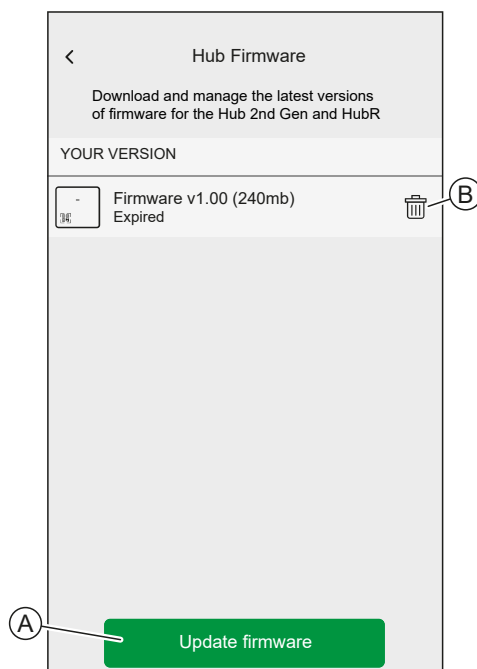 Hub Firmware
Download and manage the latest versions
of firmware for the Hub 2nd Gen and HubR
YOUR VERSION
Firmware v1.00 (240mb)
Expired
B
A
Update firmware